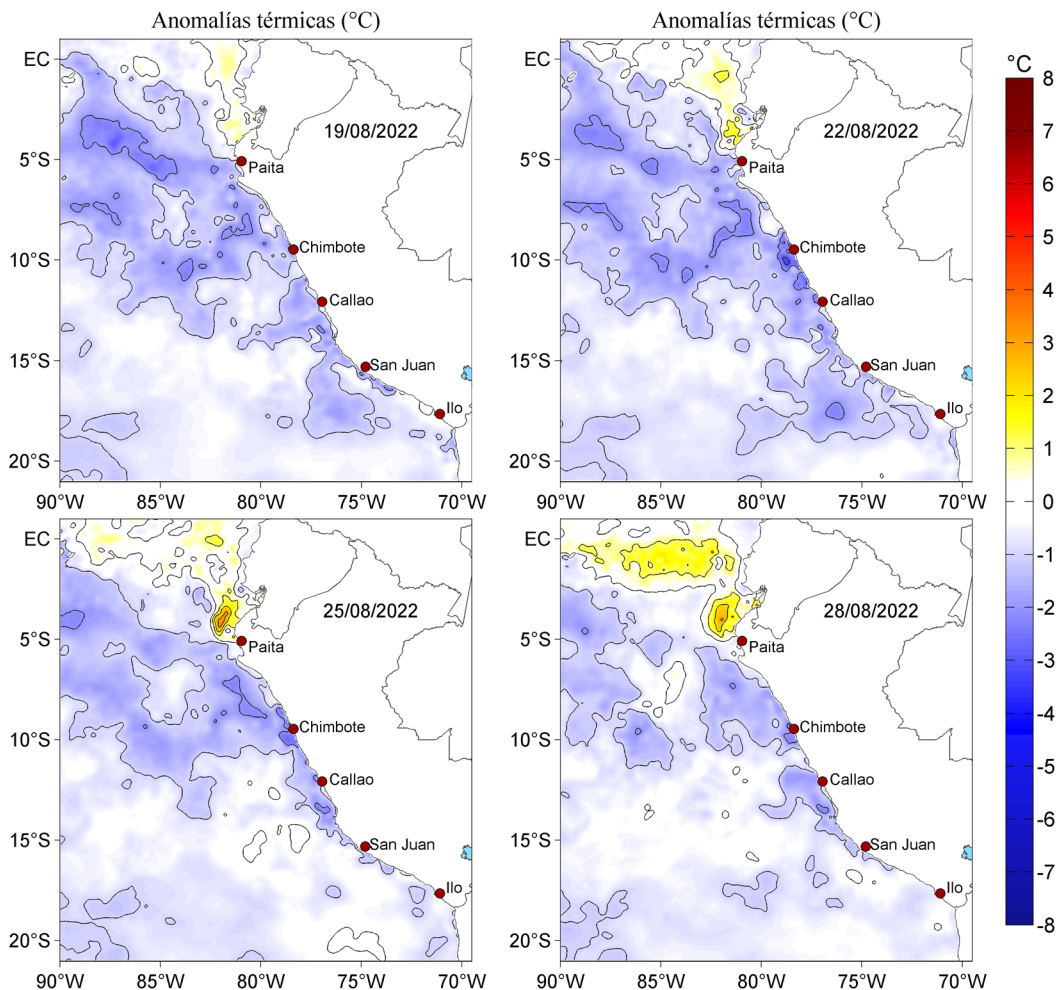 Anomalías térmicas (°C)
Anomalías térmicas (°C)
EC
5°S
10°S
15°S
20°S
90°W
85°W
80°W
75°W
70°W
19/08/2022
Paita
Chimbote
Callao
San Juan
Ilo
EC
5°S
10°S
15°S
20°S
90°W
85°W
80°W
75°W
70°W
22/08/2022
Paita
Chimbote
Callao
San Juan
Ilo
EC
5°S
10°S
15°S
20°S
90°W
85°W
80°W
75°W
70°W
25/08/2022
Paita
Chimbote
Callao
San Juan
Ilo
EC
5°S
10°S
15°S
20°S
90°W
85°W
80°W
75°W
70°W
28/08/2022
Paita
Chimbote
Callao
San Juan
Ilo
°C
8
7
6
5
4
3
2
1
0
-1
-2
-3
-4
-5
-6
-7
-8